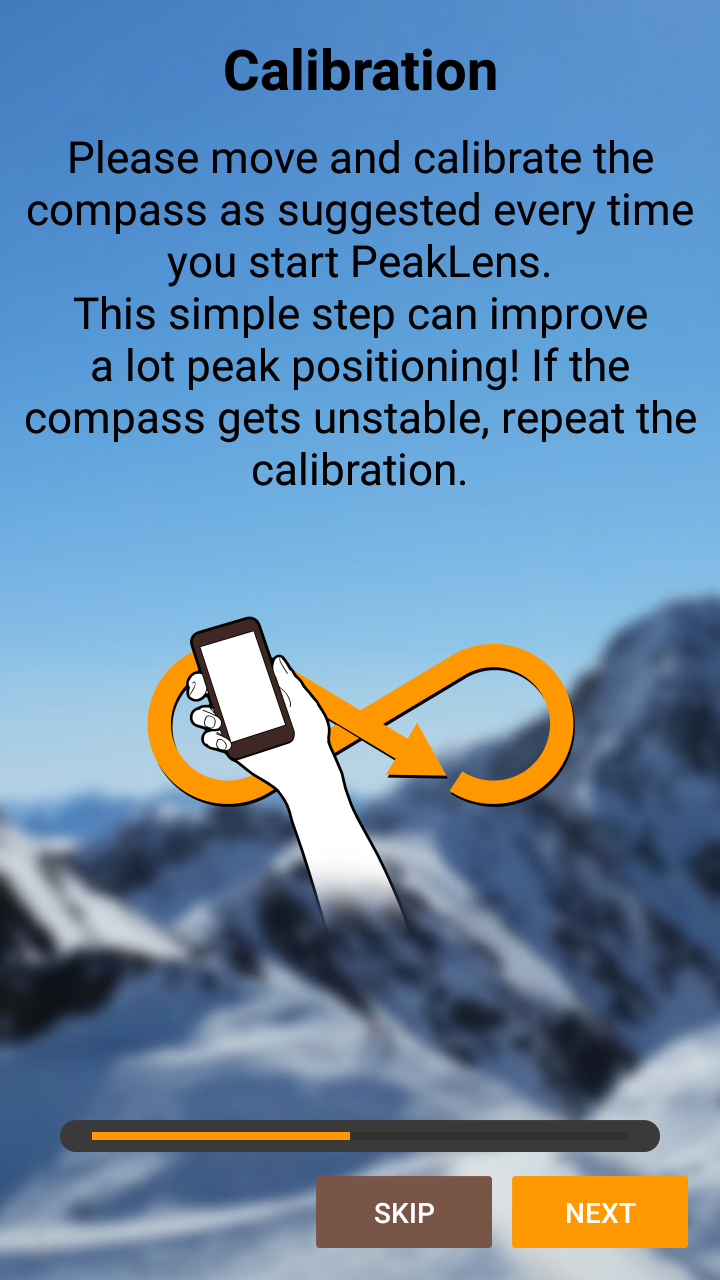 Calibration
Please move and calibrate the
compass as suggested every time
you start PeakLens.
This simple step can improve
a lot peak positioning! If the
compass gets unstable, repeat the
calibration.
SKIP
NEXT